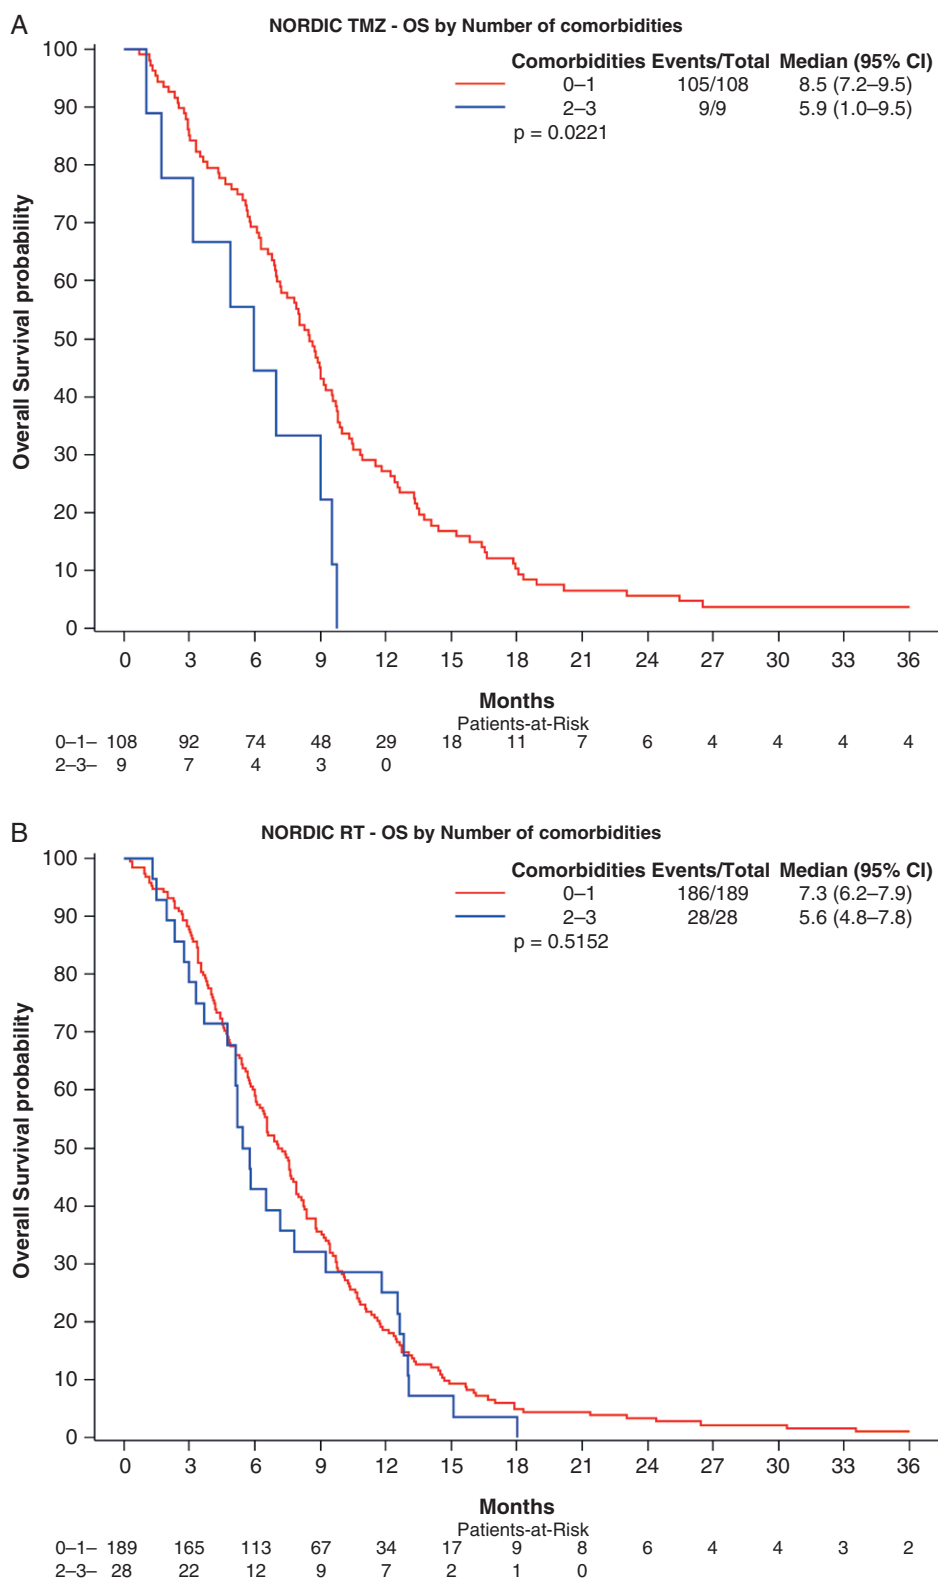 A
NORDIC TMZ - OS by Number of comorbidities
Comorbidities Events/Total Median (95% CI)
0–1 105/108 8.5 (7.2–9.5)
2–3 9/9 5.9 (1.0–9.5)
p = 0.0221
Overall Survival probability
100
90
80
70
60
50
40
30
20
10
0
0 3 6 9 12 15 18 21 24 27 30 33 36
Months
Patients-at-Risk
0–1– 108 92 74 48 29 18 11 7 6 4 4 4 4
2–3– 9 7 4 3 0
B
NORDIC RT - OS by Number of comorbidities
Comorbidities Events/Total Median (95% CI)
0–1 186/189 7.3 (6.2–7.9)
2–3 28/28 5.6 (4.8–7.8)
p = 0.5152
Overall Survival probability
100
90
80
70
60
50
40
30
20
10
0
0 3 6 9 12 15 18 21 24 27 30 33 36
Months
Patients-at-Risk
0–1– 189 165 113 67 34 17 9 8 6 4 4 3 2
2–3– 28 22 12 9 7 2 1 0